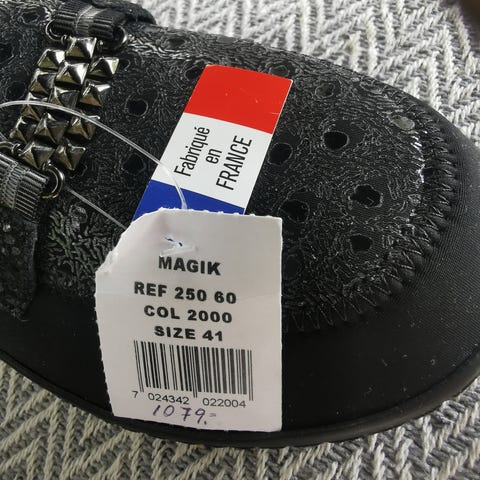 Fabriqué
en
FRANCE
MAGIK
REF 250 60
COL 2000
SIZE 41
7 024342 022004
1079.-